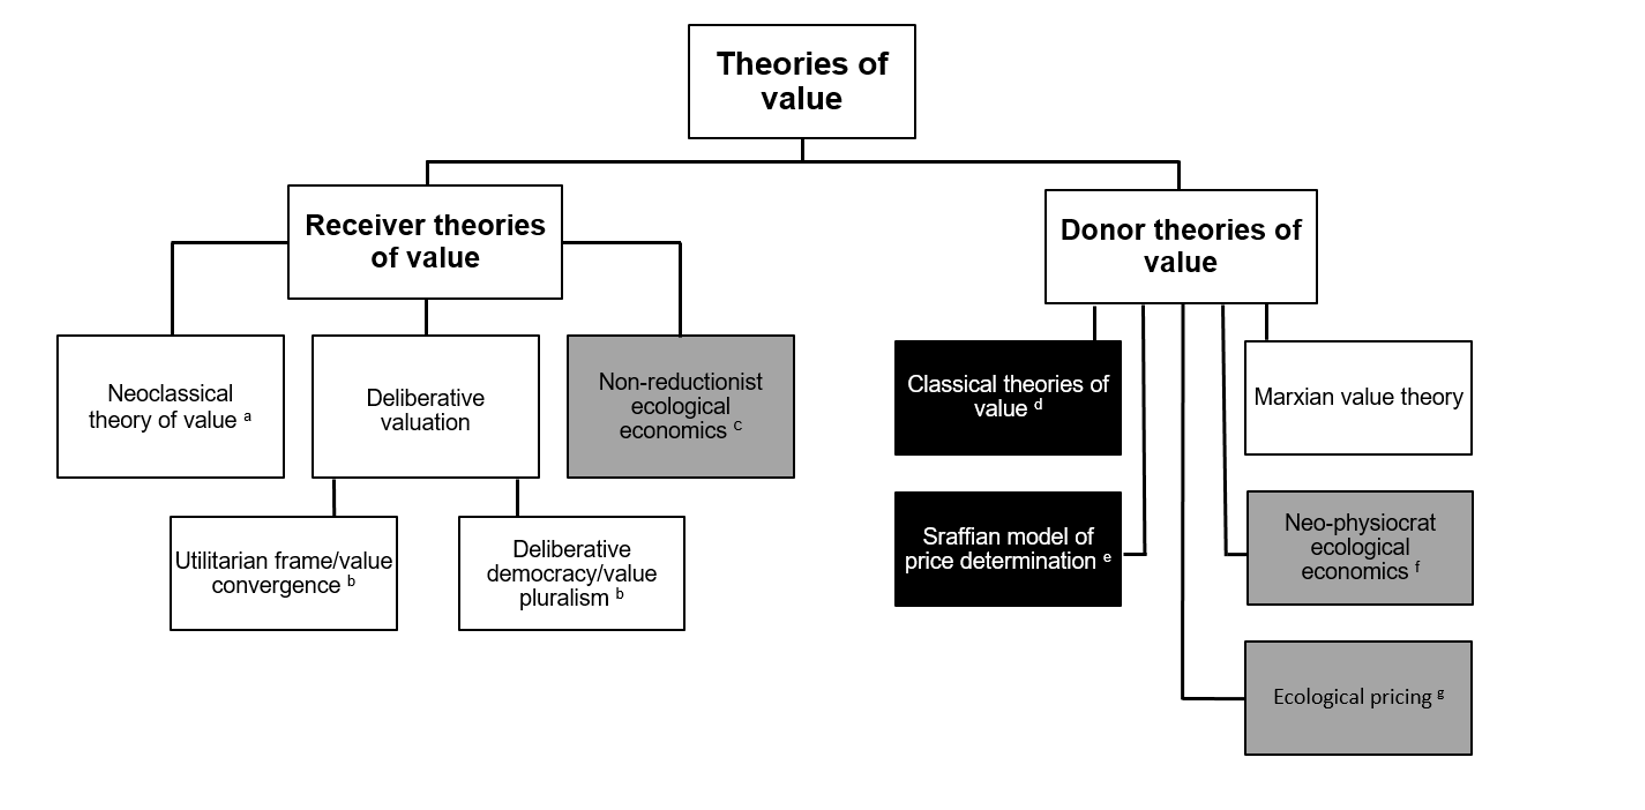 Theories of
value
Receiver theories
of value
Donor theories of
value
Neoclassical
theory of value ᵃ
Deliberative
valuation
Non-reductionist
ecological
economics ᶜ
Utilitarian frame/value
convergence ᵇ
Deliberative
democracy/value
pluralism ᵇ
Classical theories of
value ᵈ
Marxian value theory
Sraffian model of
price determination ᵉ
Neo-physiocrat
ecological
economics ᶠ
Ecological pricing ᵍ